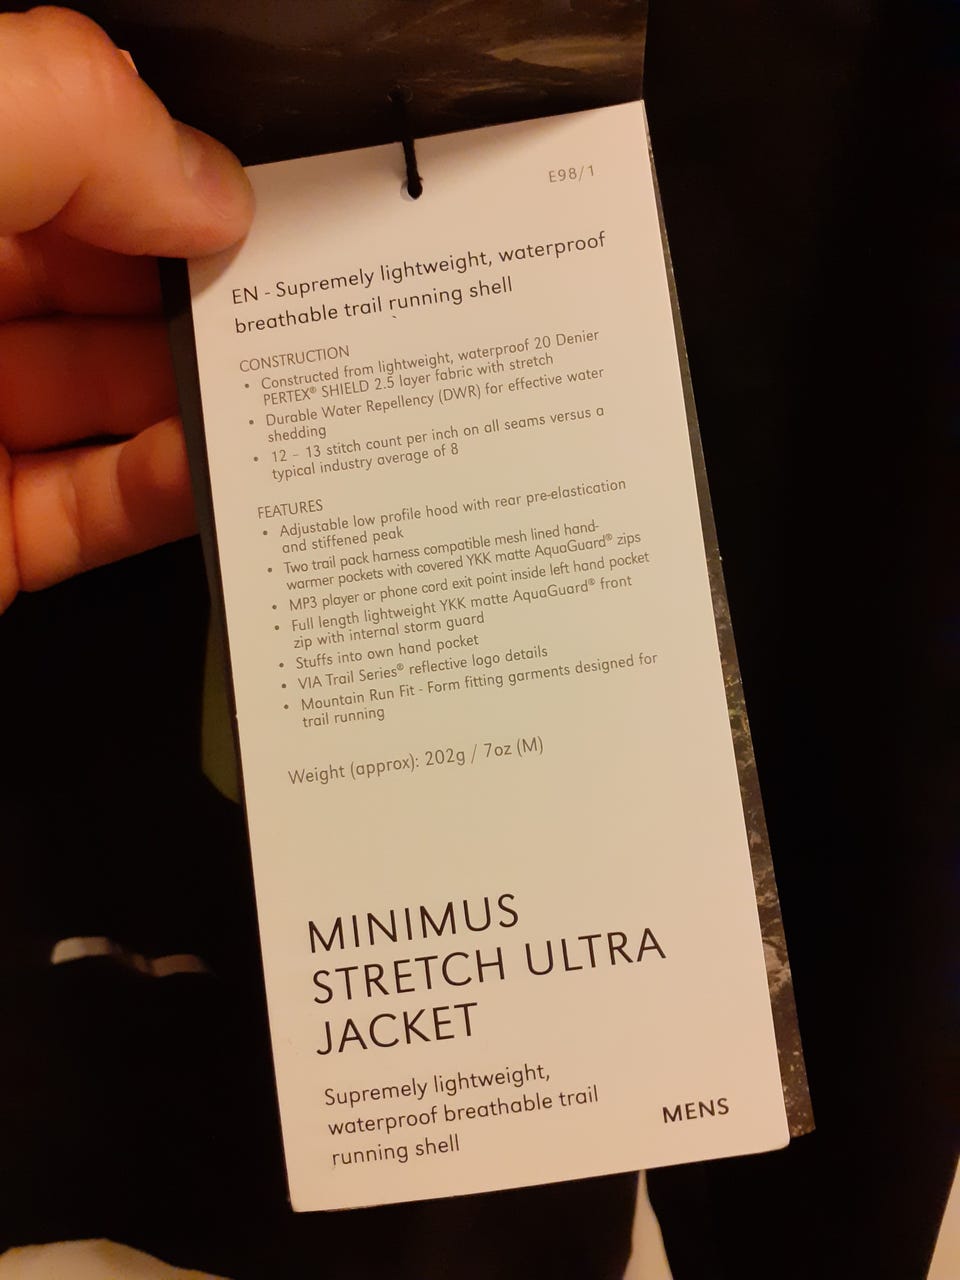 E98/1
EN - Supremely lightweight, waterproof
breathable trail running shell
CONSTRUCTION
• Constructed from lightweight, waterproof 20 Denier
PERTEX® SHIELD 2.5 layer fabric with stretch
• Durable Water Repellency (DWR) for effective water
shedding
• 12 – 13 stitch count per inch on all seams versus a
typical industry average of 8
FEATURES
• Adjustable low profile hood with rear pre-elastication
and stiffened peak
• Two trail pack harness compatible mesh lined hand-
warmer pockets with covered YKK matte AquaGuard® zips
• MP3 player or phone cord exit point inside left hand pocket
• Full length lightweight YKK matte AquaGuard® front
zip with internal storm guard
• Stuffs into own hand pocket
• VIA Trail Series® reflective logo details
• Mountain Run Fit - Form fitting garments designed for
trail running
Weight (approx): 202g / 7oz (M)
MINIMUS
STRETCH ULTRA
JACKET
Supremely lightweight,
waterproof breathable trail
running shell
MENS